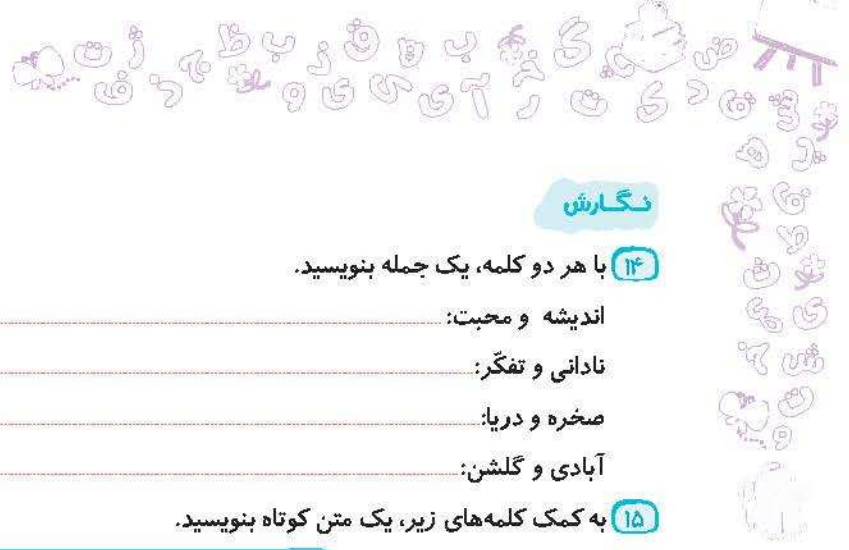 نگارش
۱۴ با هر دو کلمه، یک جمله بنویسید.
اندیشه و محبت:
نادانی و تفکّر:
صخره و دریا:
آبادی و گلشن:
۱۵ به کمک کلمه‌های زیر، یک متن کوتاه بنویسید.